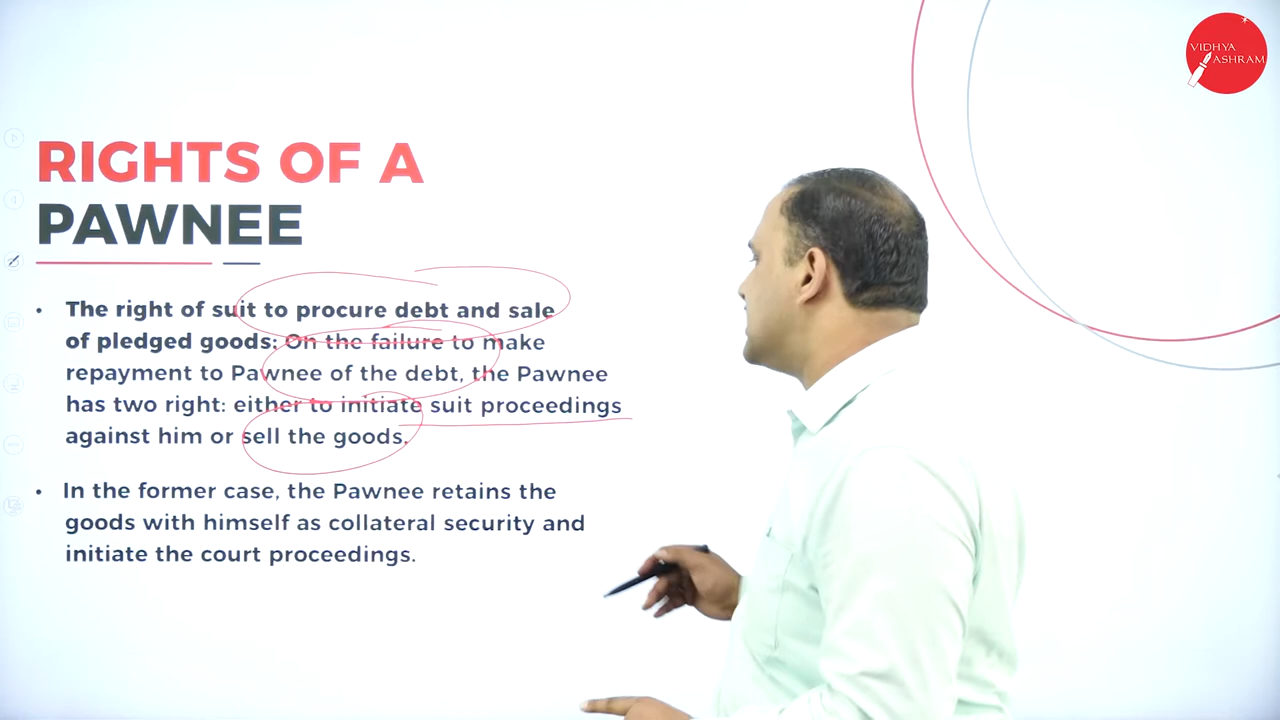 VIDHYA
ASHRAM
RIGHTS OF A
PAWNEE
• The right of suit to procure debt and sale
of pledged goods: On the failure to make
repayment to Pawnee of the debt, the Pawnee
has two right: either to initiate suit proceedings
against him or sell the goods.
• In the former case, the Pawnee retains the
goods with himself as collateral security and
initiate the court proceedings.